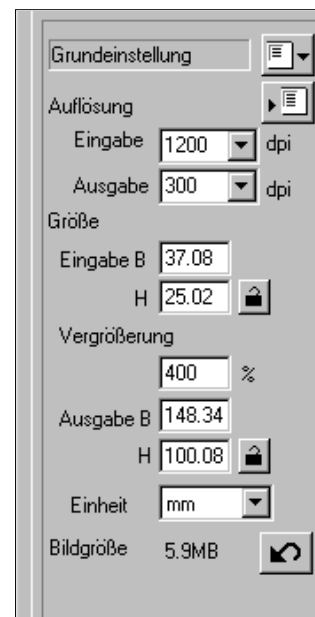 Grundeinstellung
Auflösung
Eingabe 1200 dpi
Ausgabe 300 dpi
Größe
Eingabe B 37.08
H 25.02
Vergrößerung
400 %
Ausgabe B 148.34
H 100.08
Einheit mm
Bildgröße 5.9MB